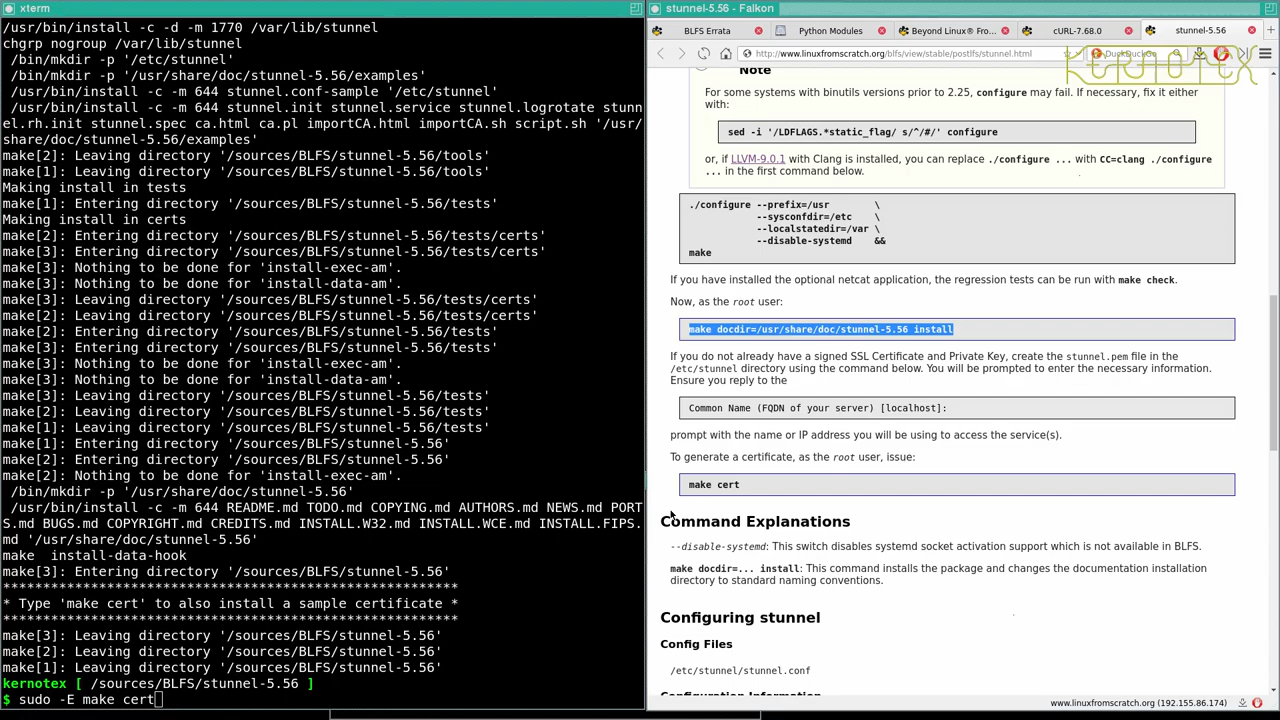 xterm
/usr/bin/install -c -d -m 1770 /var/lib/stunnel
chgrp nogroup /var/lib/stunnel
/bin/mkdir -p '/etc/stunnel'
/bin/mkdir -p '/usr/share/doc/stunnel-5.56/examples'
/usr/bin/install -c -m 644 stunnel.conf-sample '/etc/stunnel'
/usr/bin/install -c -m 644 stunnel.init stunnel.service stunnel.logrotate stunn
el.rh.init stunnel.spec ca.html ca.pl importCA.html importCA.sh script.sh '/usr/
share/doc/stunnel-5.56/examples'
make[2]: Leaving directory '/sources/BLFS/stunnel-5.56/tools'
make[1]: Leaving directory '/sources/BLFS/stunnel-5.56/tools'
Making install in tests
make[1]: Entering directory '/sources/BLFS/stunnel-5.56/tests'
Making install in certs
make[2]: Entering directory '/sources/BLFS/stunnel-5.56/tests/certs'
make[3]: Entering directory '/sources/BLFS/stunnel-5.56/tests/certs'
make[3]: Nothing to be done for 'install-exec-am'.
make[3]: Nothing to be done for 'install-data-am'.
make[3]: Leaving directory '/sources/BLFS/stunnel-5.56/tests/certs'
make[2]: Leaving directory '/sources/BLFS/stunnel-5.56/tests/certs'
make[2]: Entering directory '/sources/BLFS/stunnel-5.56/tests'
make[3]: Entering directory '/sources/BLFS/stunnel-5.56/tests'
make[3]: Nothing to be done for 'install-exec-am'.
make[3]: Nothing to be done for 'install-data-am'.
make[3]: Leaving directory '/sources/BLFS/stunnel-5.56/tests'
make[2]: Leaving directory '/sources/BLFS/stunnel-5.56/tests'
make[1]: Leaving directory '/sources/BLFS/stunnel-5.56/tests'
make[1]: Entering directory '/sources/BLFS/stunnel-5.56'
make[2]: Entering directory '/sources/BLFS/stunnel-5.56'
make[2]: Nothing to be done for 'install-exec-am'.
/bin/mkdir -p '/usr/share/doc/stunnel-5.56'
/usr/bin/install -c -m 644 README.md TODO.md COPYING.md AUTHORS.md NEWS.md PORT
S.md BUGS.md COPYRIGHT.md CREDITS.md INSTALL.W32.md INSTALL.WCE.md INSTALL.FIPS.
md '/usr/share/doc/stunnel-5.56'
make  install-data-hook
make[3]: Entering directory '/sources/BLFS/stunnel-5.56'
*********************************************************
* Type 'make cert' to also install a sample certificate *
*********************************************************
make[3]: Leaving directory '/sources/BLFS/stunnel-5.56'
make[2]: Leaving directory '/sources/BLFS/stunnel-5.56'
make[1]: Leaving directory '/sources/BLFS/stunnel-5.56'
kernotex [ /sources/BLFS/stunnel-5.56 ]
$ sudo -E make cert
stunnel-5.56 - Falkon
BLFS Errata
Python Modules
Beyond Linux® Fro...
cURL-7.68.0
stunnel-5.56
http://www.linuxfromscratch.org/blfs/view/stable/postlfs/stunnel.html
DuckDuckGo
KERNOTEX
Note
For some systems with binutils versions prior to 2.25, configure may fail. If necessary, fix it either
with:
sed -i '/LDFLAGS.*static_flag/ s/^/#/' configure
or, if LLVM-9.0.1 with Clang is installed, you can replace ./configure ... with CC=clang ./configure
... in the first command below.
./configure --prefix=/usr \
--sysconfdir=/etc \
--localstatedir=/var \
--disable-systemd &&
make
If you have installed the optional netcat application, the regression tests can be run with make check.
Now, as the root user:
make docdir=/usr/share/doc/stunnel-5.56 install
If you do not already have a signed SSL Certificate and Private Key, create the stunnel.pem file in the
/etc/stunnel directory using the command below. You will be prompted to enter the necessary information.
Ensure you reply to the
Common Name (FQDN of your server) [localhost]:
prompt with the name or IP address you will be using to access the service(s).
To generate a certificate, as the root user, issue:
make cert
Command Explanations
--disable-systemd: This switch disables systemd socket activation support which is not available in BLFS.
make docdir=... install: This command installs the package and changes the documentation installation
directory to standard naming conventions.
Configuring stunnel
Config Files
/etc/stunnel/stunnel.conf
Configuration Information
www.linuxfromscratch.org (192.155.86.174)